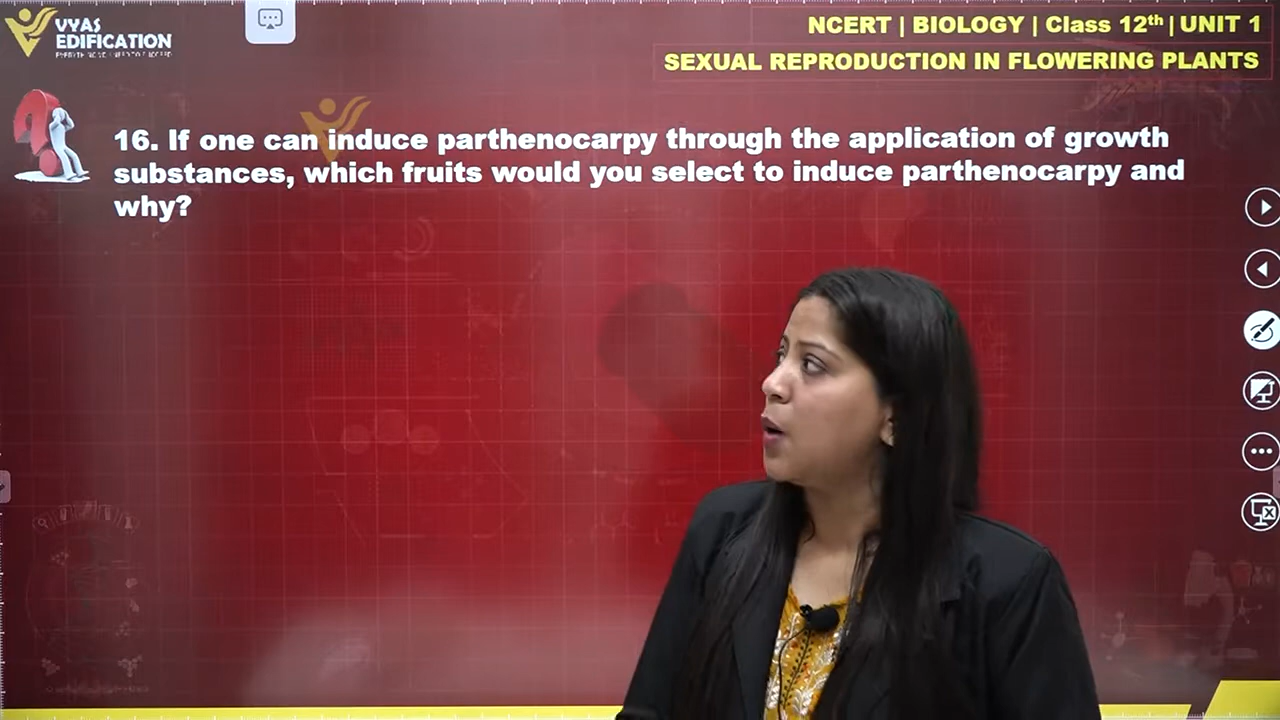 VYAS
EDIFICATION
NCERT | BIOLOGY | Class 12th | UNIT 1
SEXUAL REPRODUCTION IN FLOWERING PLANTS
16. If one can induce parthenocarpy through the application of growth
substances, which fruits would you select to induce parthenocarpy and
why?